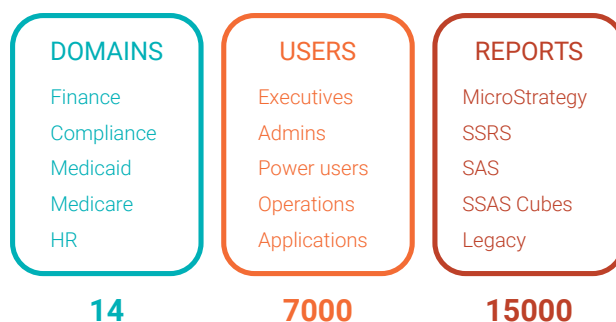 DOMAINS
Finance
Compliance
Medicaid
Medicare
HR
14
USERS
Executives
Admins
Power users
Operations
Applications
7000
REPORTS
MicroStrategy
SSRS
SAS
SSAS Cubes
Legacy
15000